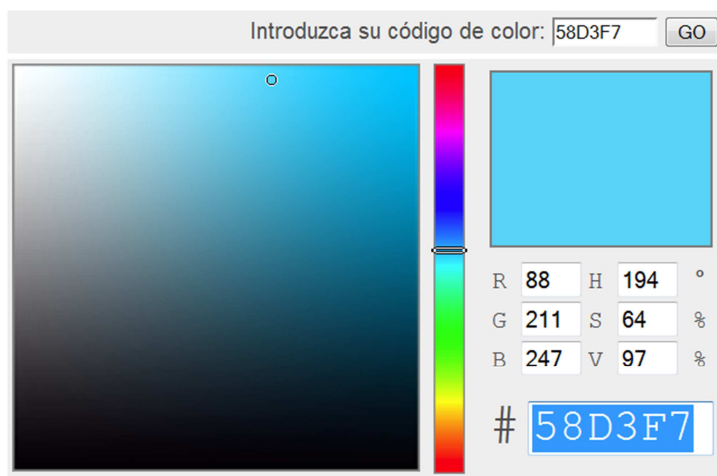 Introduzca su código de color: 58D3F7 GO
R 88 H 194 °
G 211 S 64 %
B 247 V 97 %
# 58D3F7